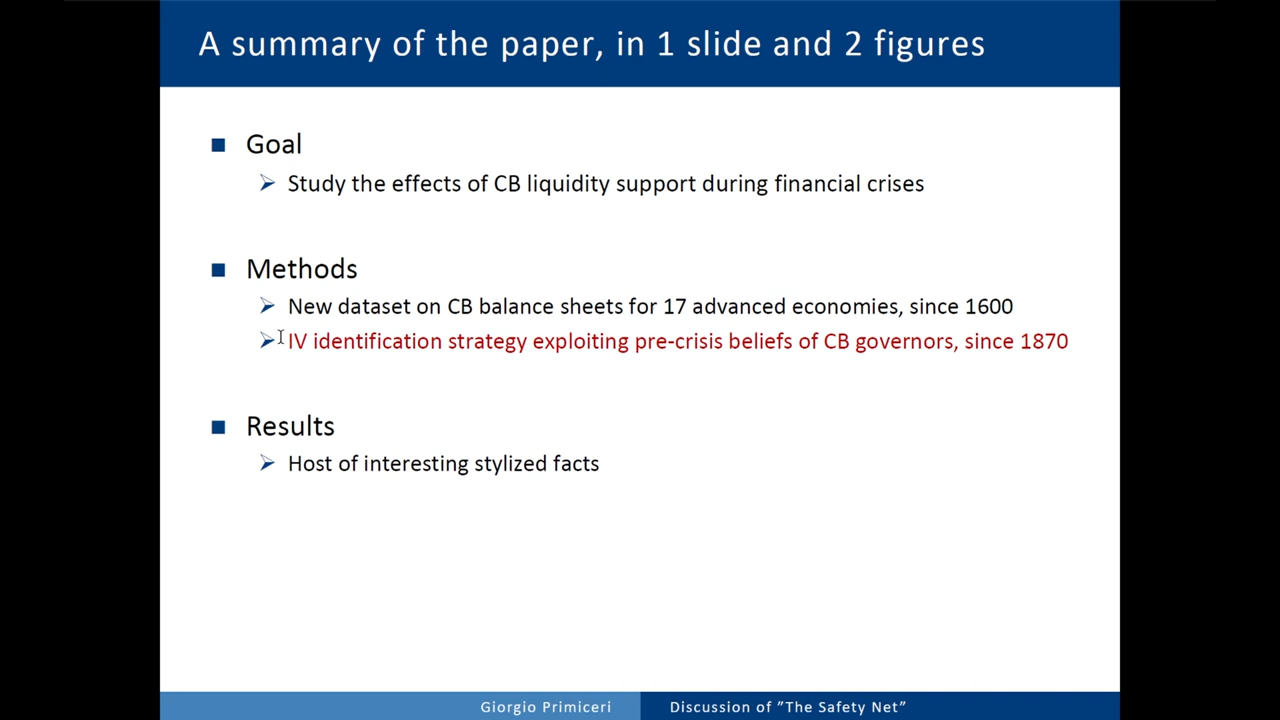 A summary of the paper, in 1 slide and 2 figures
Goal
Study the effects of CB liquidity support during financial crises
Methods
New dataset on CB balance sheets for 17 advanced economies, since 1600
IV identification strategy exploiting pre-crisis beliefs of CB governors, since 1870
Results
Host of interesting stylized facts
Giorgio Primiceri
Discussion of ”The Safety Net”